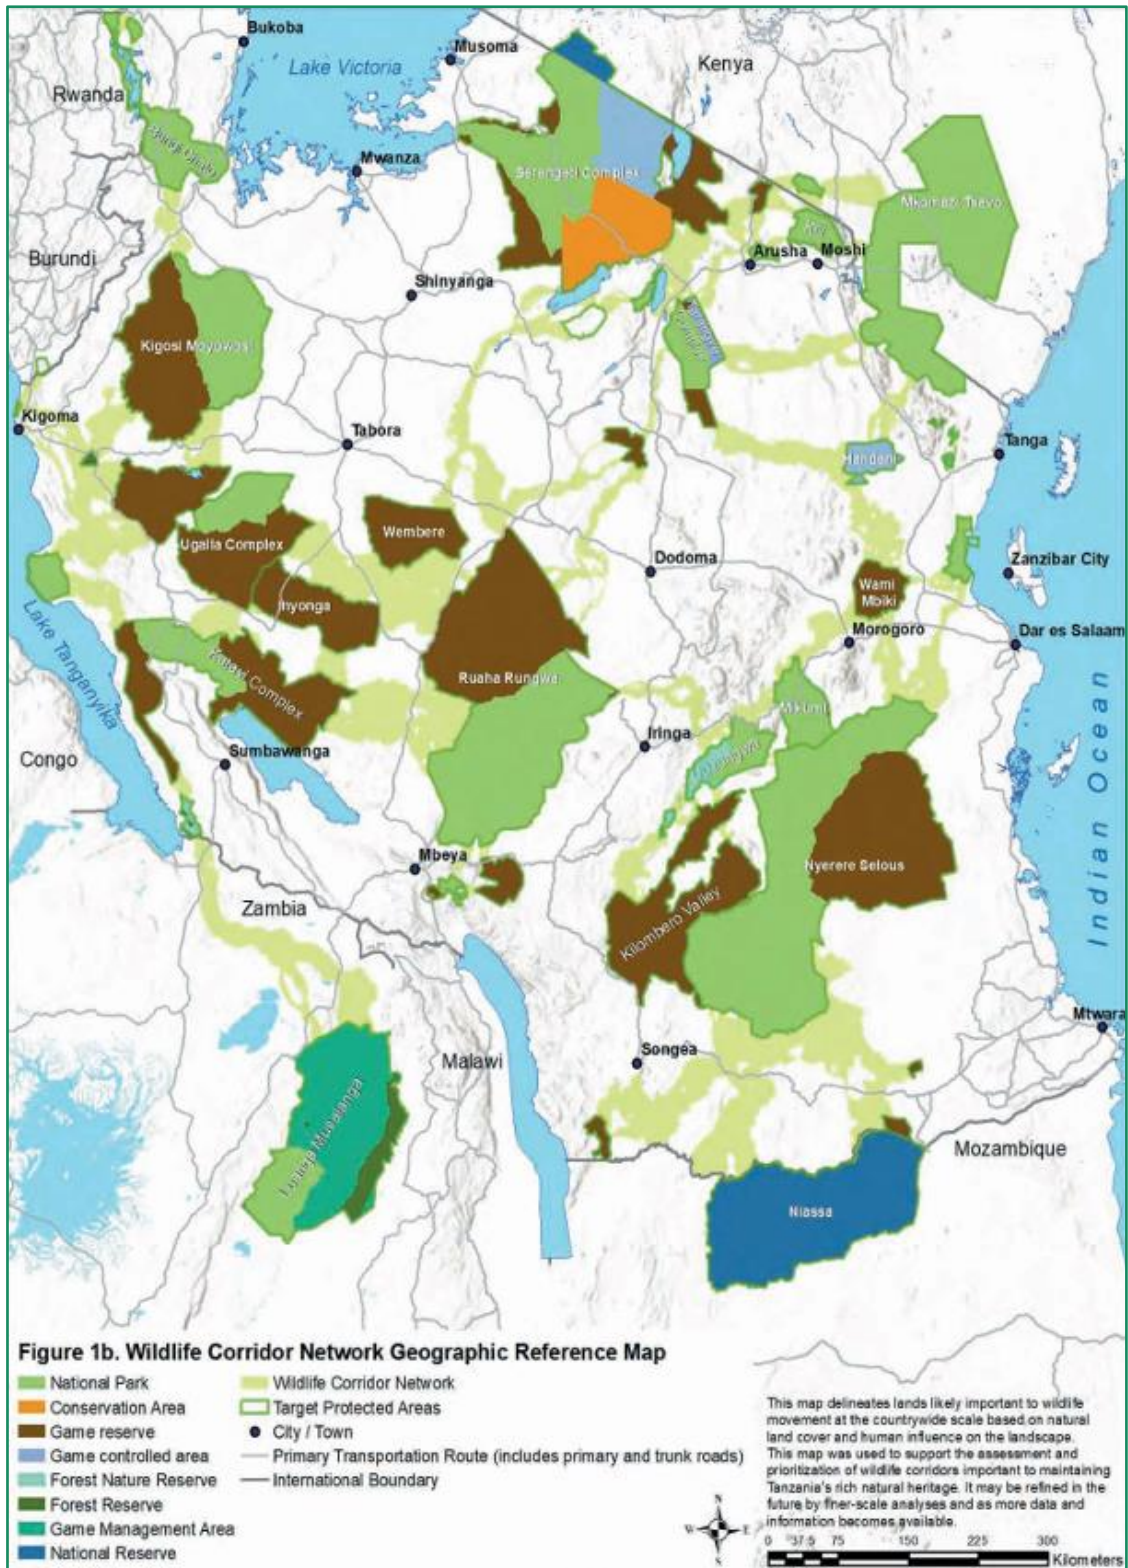 Bukoba
Musoma
Lake Victoria
Kenya
Rwanda
Mwanza
Serengeti Complex
Mkomazi Tsevo
Burundi
Arusha
Moshi
Shinyanga
Kigosi Moyowosi
Kigoma
Tabora
Tanga
Handeni
Wembere
Ugalla Complex
Dodoma
Zanzibar City
Inyonga
Wami
Mbiki
Morogoro
Dar es Salaam
Lake Tanganyika
Katavi Complex
Ruaha Rungwa
Mikumi
Iringa
Congo
Sumbawanga
Indian Ocean
Mbeya
Nyerere Selous
Zambia
Kilombero Valley
Mtwara
Songea
Malawi
Mozambique
Niassa
Figure 1b. Wildlife Corridor Network Geographic Reference Map
National Park
Conservation Area
Game reserve
Game controlled area
Forest Nature Reserve
Forest Reserve
Game Management Area
National Reserve
Wildlife Corridor Network
Target Protected Areas
City / Town
Primary Transportation Route (includes primary and trunk roads)
International Boundary
This map delineates lands likely important to wildlife
movement at the countrywide scale based on natural
land cover and human influence on the landscape.
This map was used to support the assessment and
prioritization of wildlife corridors important to maintaining
Tanzania's rich natural heritage. It may be refined in the
future by finer-scale analyses and as more data and
information becomes available.
N
W E
S
0 37.5 75 150 225 300
Kilometers